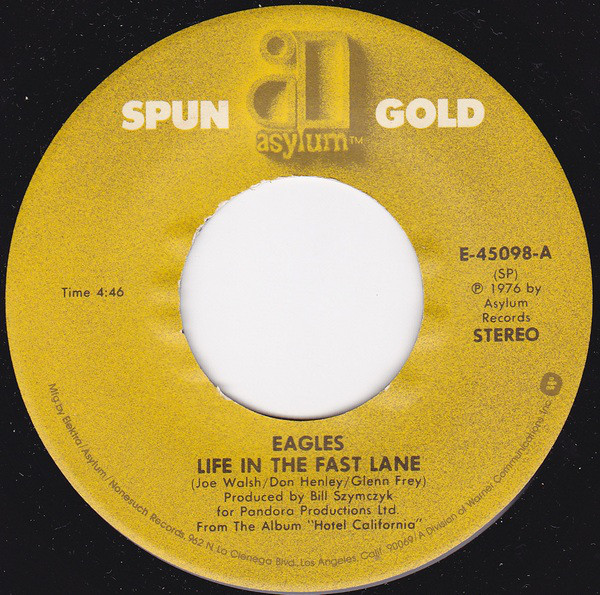 asylum™
SPUN GOLD
E-45098-A
(SP)
℗ 1976 by
Asylum
Records
STEREO
Time 4:46
EAGLES
LIFE IN THE FAST LANE
(Joe Walsh/Don Henley/Glenn Frey)
Produced by Bill Szymczyk
for Pandora Productions Ltd.
From The Album "Hotel California"
Mfg. by Elektra/Asylum/Nonesuch Records, 962 N. La Cienega Blvd., Los Angeles, Calif. 90069/A Division of Warner Communications Inc.